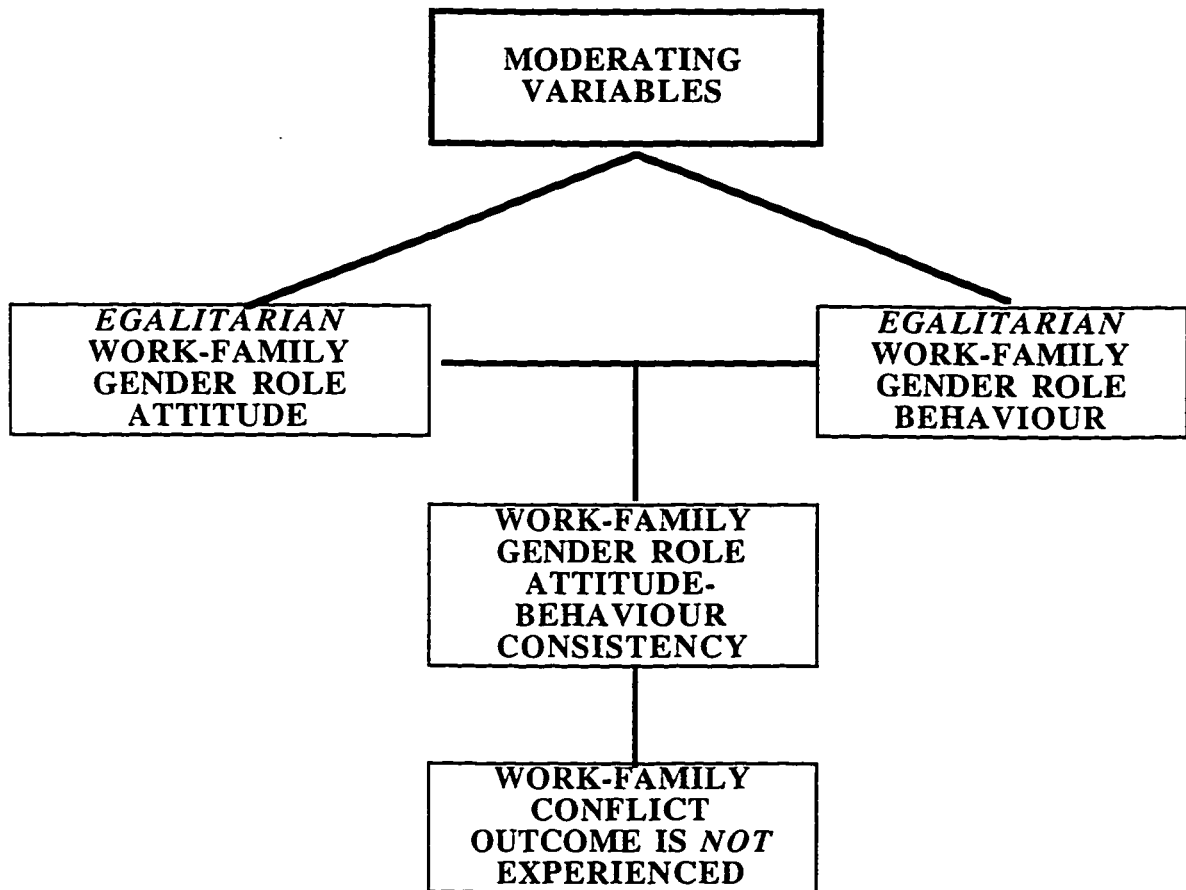 MODERATING
VARIABLES
EGALITARIAN
WORK-FAMILY
GENDER ROLE
ATTITUDE
EGALITARIAN
WORK-FAMILY
GENDER ROLE
BEHAVIOUR
WORK-FAMILY
GENDER ROLE
ATTITUDE-
BEHAVIOUR
CONSISTENCY
WORK-FAMILY
CONFLICT
OUTCOME IS NOT
EXPERIENCED